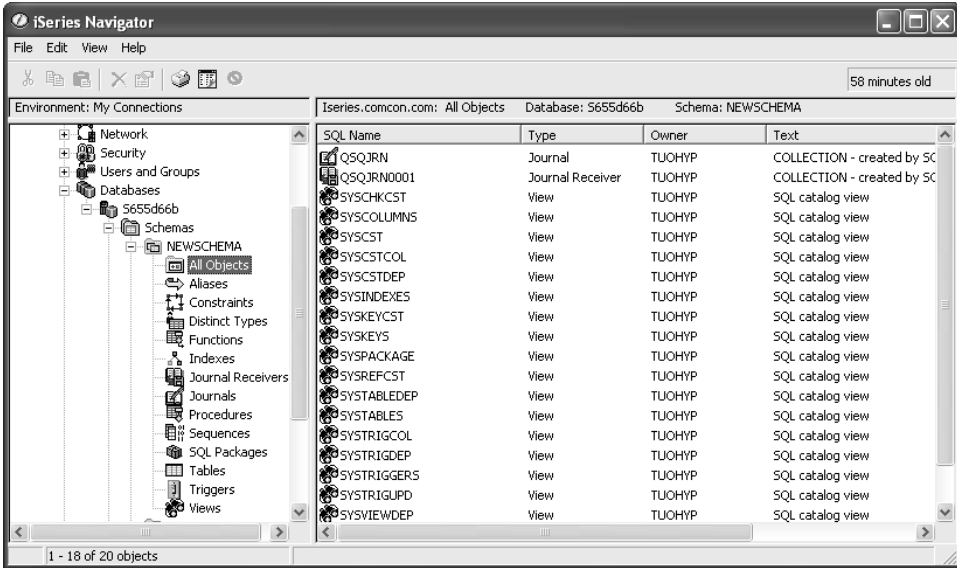 iSeries Navigator
File Edit View Help
58 minutes old
Environment: My Connections
Iseries.comcon.com: All Objects Database: S655d66b Schema: NEWSCHEMA
Network
Security
Users and Groups
Databases
S655d66b
Schemas
NEWSCHEMA
All Objects
Aliases
Constraints
Distinct Types
Functions
Indexes
Journal Receivers
Journals
Procedures
Sequences
SQL Packages
Tables
Triggers
Views
SQL Name Type Owner Text
QSQJRN Journal TUOHYP COLLECTION - created by SQ
QSQJRN0001 Journal Receiver TUOHYP COLLECTION - created by SQ
SYSCHKCST View TUOHYP SQL catalog view
SYSCOLUMNS View TUOHYP SQL catalog view
SYSCST View TUOHYP SQL catalog view
SYSCSTCOL View TUOHYP SQL catalog view
SYSCSTDEP View TUOHYP SQL catalog view
SYSINDEXES View TUOHYP SQL catalog view
SYSKEYCST View TUOHYP SQL catalog view
SYSKEYS View TUOHYP SQL catalog view
SYSPACKAGE View TUOHYP SQL catalog view
SYSREFCST View TUOHYP SQL catalog view
SYSTABLEDEP View TUOHYP SQL catalog view
SYSTABLES View TUOHYP SQL catalog view
SYSTRIGCOL View TUOHYP SQL catalog view
SYSTRIGDEP View TUOHYP SQL catalog view
SYSTRIGGERS View TUOHYP SQL catalog view
SYSTRIGUPD View TUOHYP SQL catalog view
SYSVIEWDEP View TUOHYP SQL catalog view
1 - 18 of 20 objects